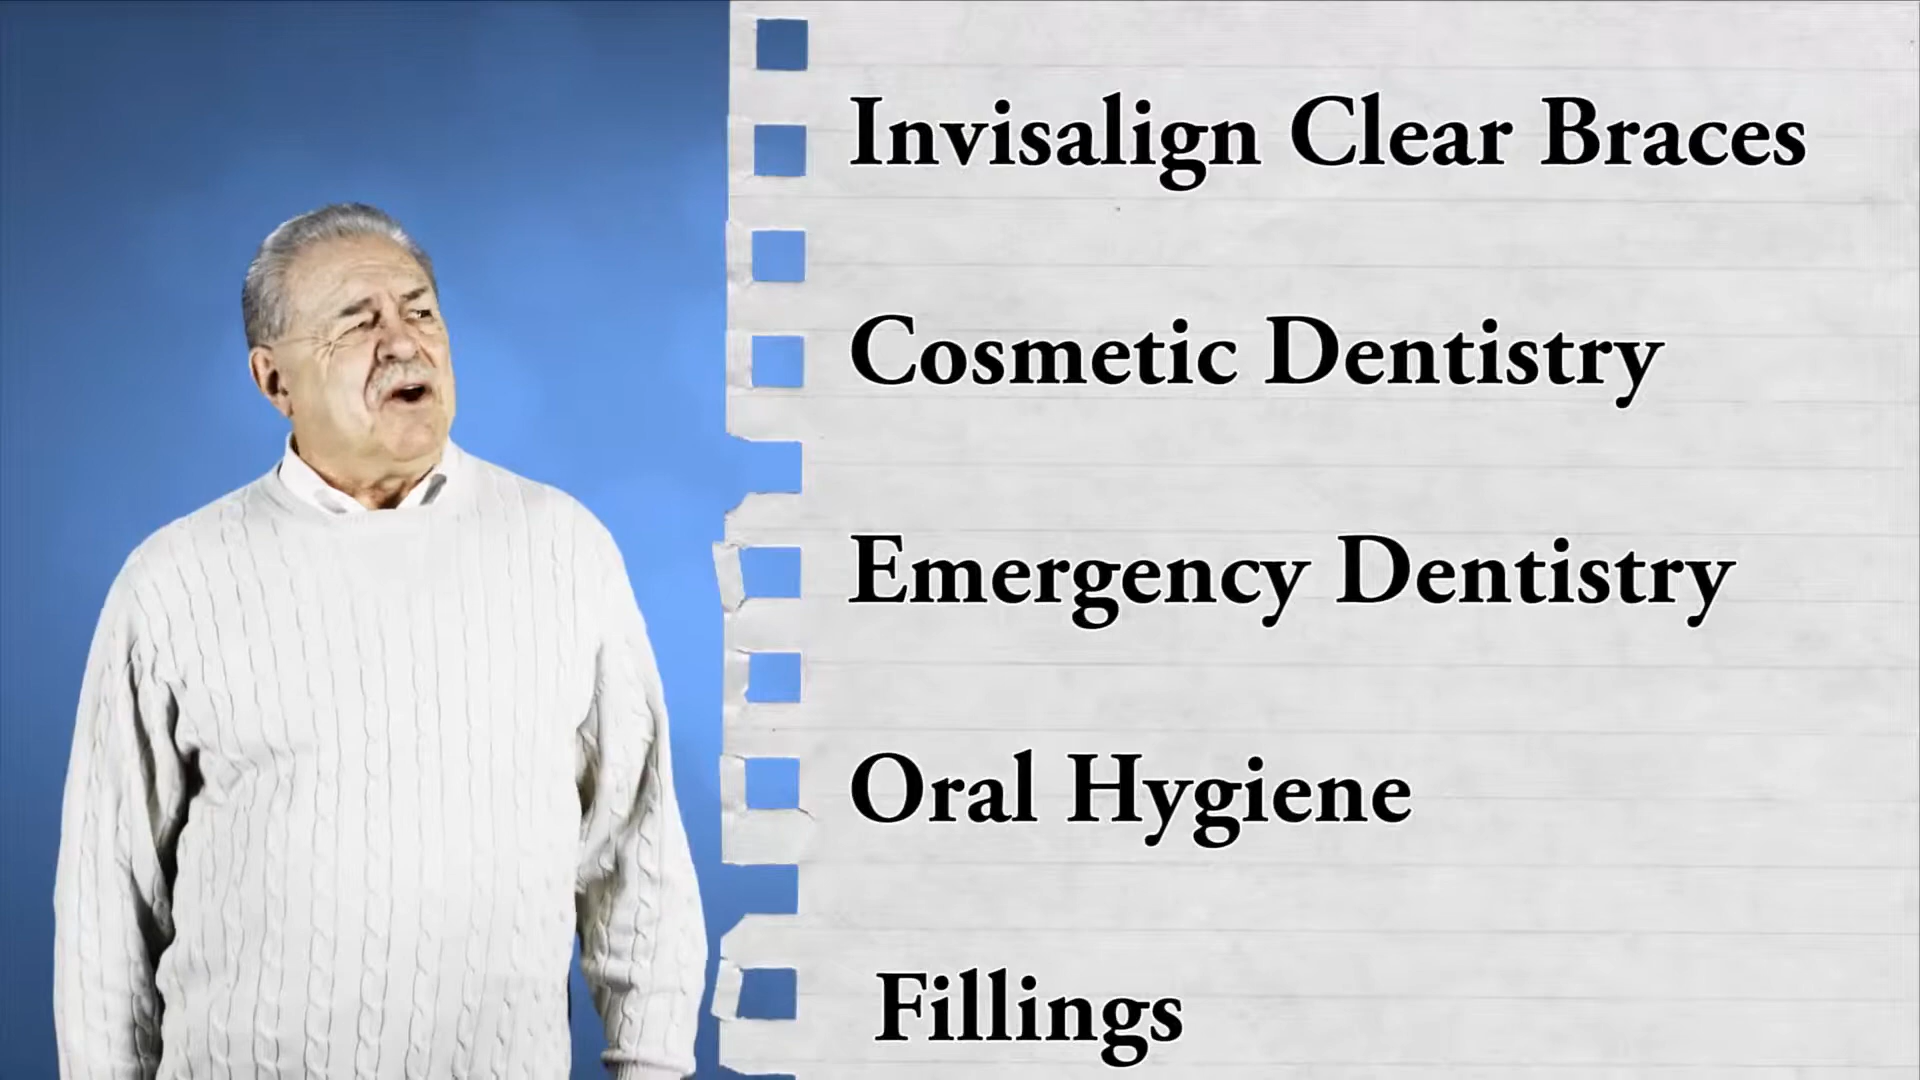 Invisalign Clear Braces
Cosmetic Dentistry
Emergency Dentistry
Oral Hygiene
Fillings